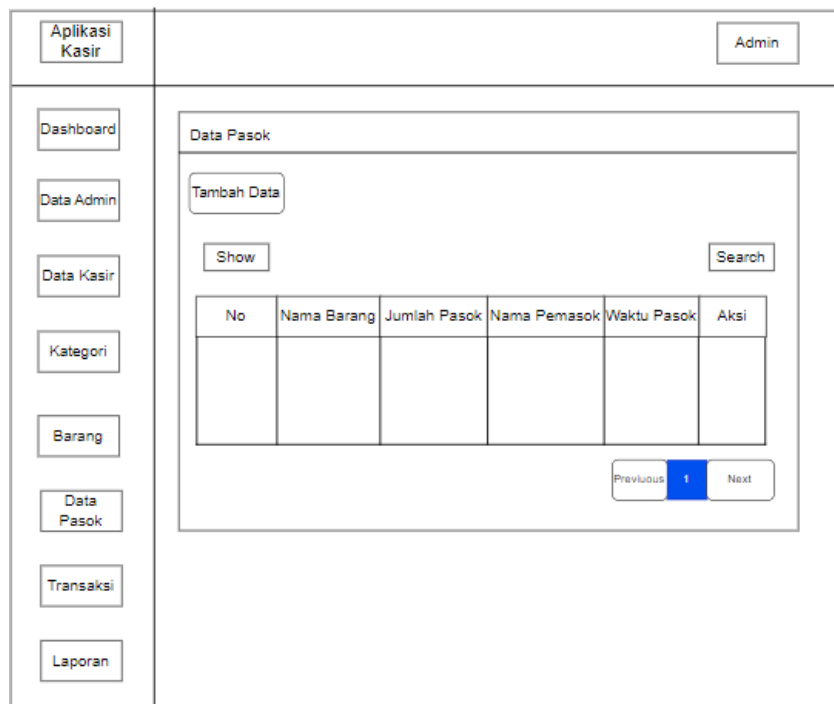 Aplikasi
Kasir
Admin
Dashboard
Data Admin
Data Kasir
Kategori
Barang
Data
Pasok
Transaksi
Laporan
Data Pasok
Tambah Data
Show
Search
No Nama Barang Jumlah Pasok Nama Pemasok Waktu Pasok Aksi
Previuous 1 Next